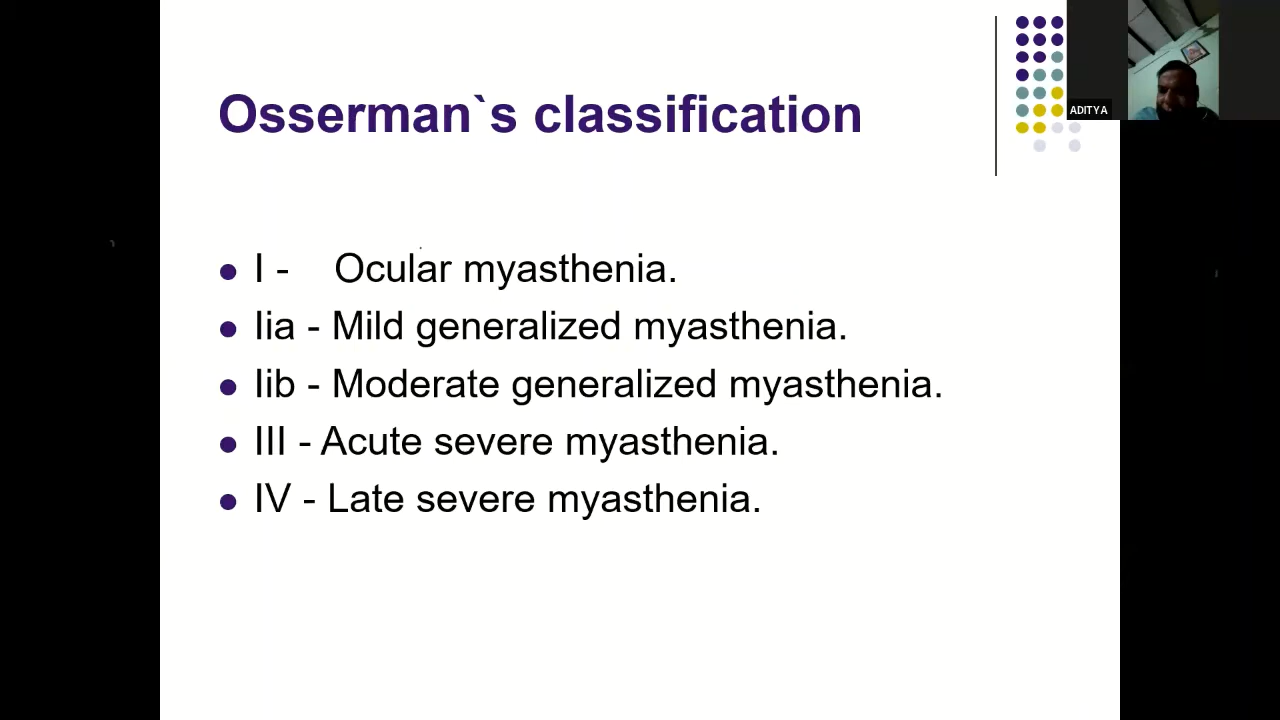 Osserman`s classification
ADITYA
I - Ocular myasthenia.
Iia - Mild generalized myasthenia.
Iib - Moderate generalized myasthenia.
III - Acute severe myasthenia.
IV - Late severe myasthenia.